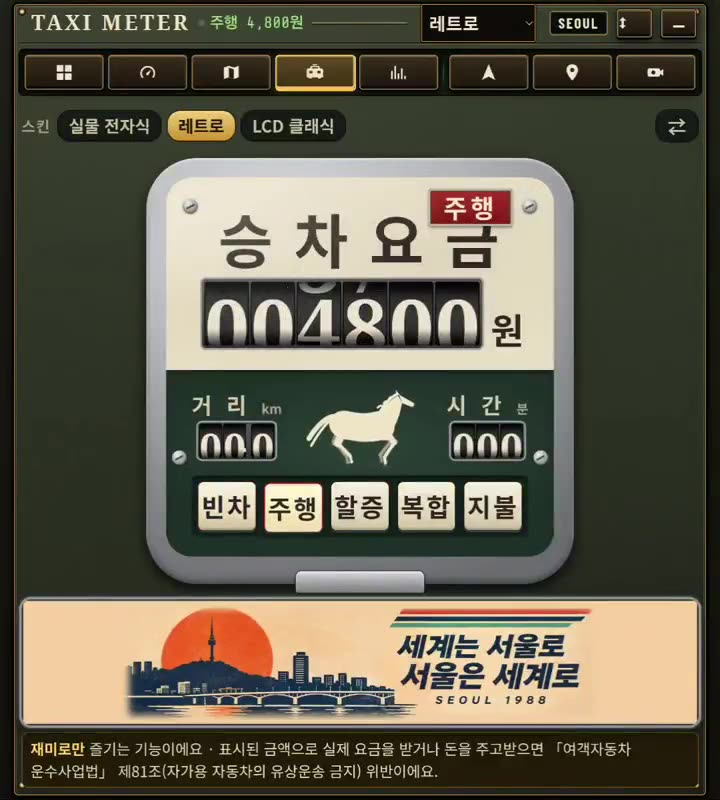 TAXI METER 주행 4,800원 레트로 SEOUL
스킨 실물 전자식 레트로 LCD 클래식
주행
승차요금
004800 원
거리 km 시간 분
00.0 000
빈차 주행 할증 복합 지불
세계는 서울로
서울은 세계로
SEOUL 1988
재미로만 즐기는 기능이에요 · 표시된 금액으로 실제 요금을 받거나 돈을 주고받으면 「여객자동차
운수사업법」 제81조(자가용 자동차의 유상운송 금지) 위반이에요.